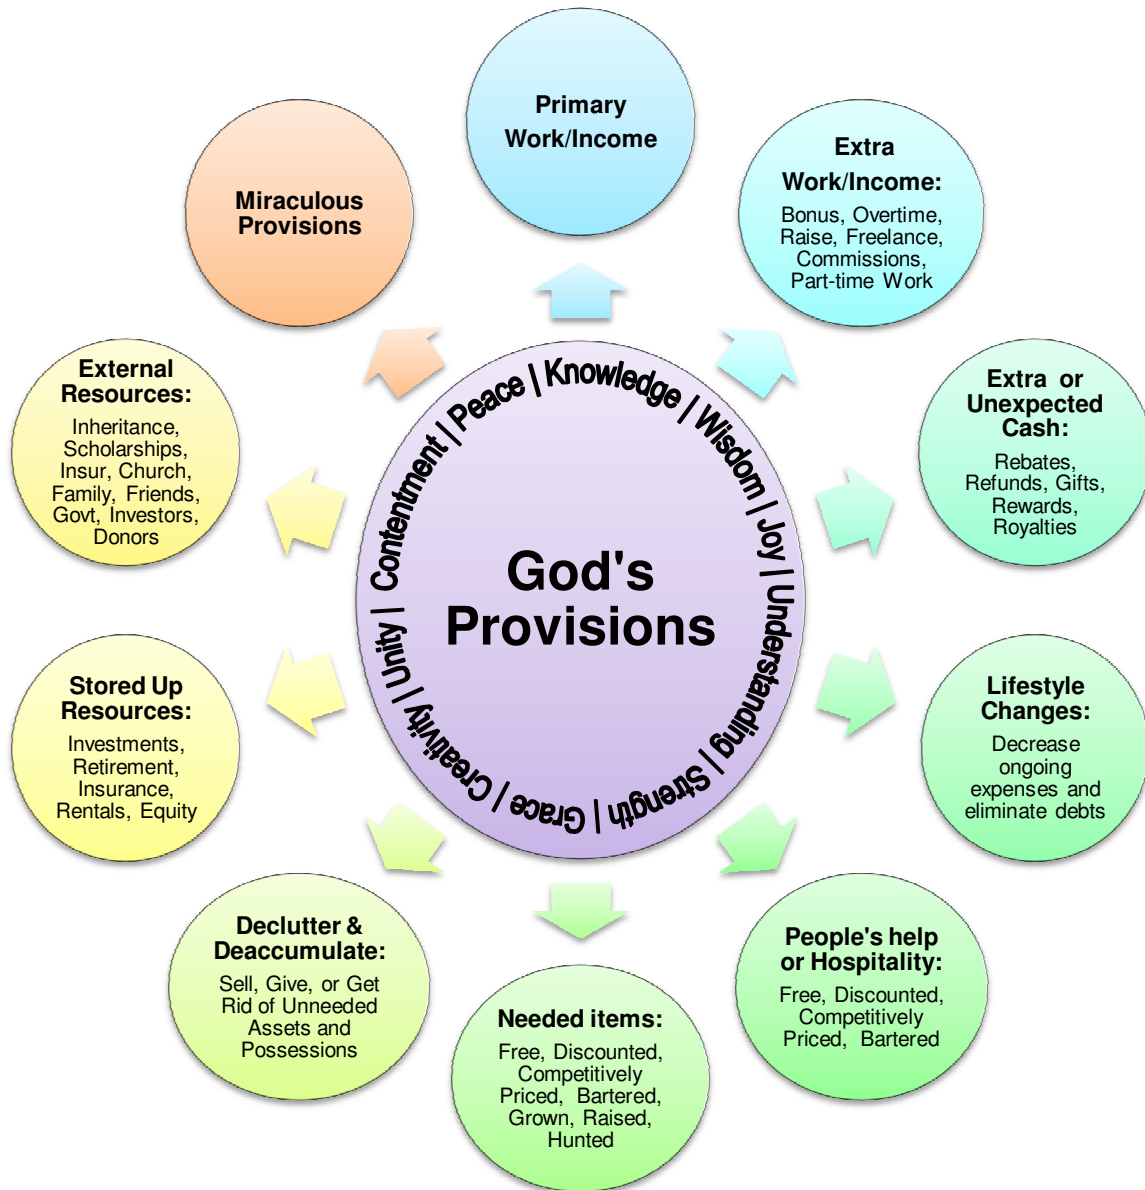 Primary
Work/Income
Extra
Work/Income:
Bonus, Overtime,
Raise, Freelance,
Commissions,
Part-time Work
Extra or
Unexpected
Cash:
Rebates,
Refunds, Gifts,
Rewards,
Royalties
Lifestyle
Changes:
Decrease
ongoing
expenses and
eliminate debts
People's help
or Hospitality:
Free, Discounted,
Competitively
Priced, Bartered
Needed items:
Free, Discounted,
Competitively
Priced, Bartered,
Grown, Raised,
Hunted
Declutter &
Deaccumulate:
Sell, Give, or Get
Rid of Unneeded
Assets and
Possessions
Stored Up
Resources:
Investments,
Retirement,
Insurance,
Rentals, Equity
External
Resources:
Inheritance,
Scholarships,
Insur, Church,
Family, Friends,
Govt, Investors,
Donors
Miraculous
Provisions
God's
Provisions
Contentment | Peace | Knowledge | Wisdom | Joy | Understanding | Strength | Grace | Creativity | Unity |